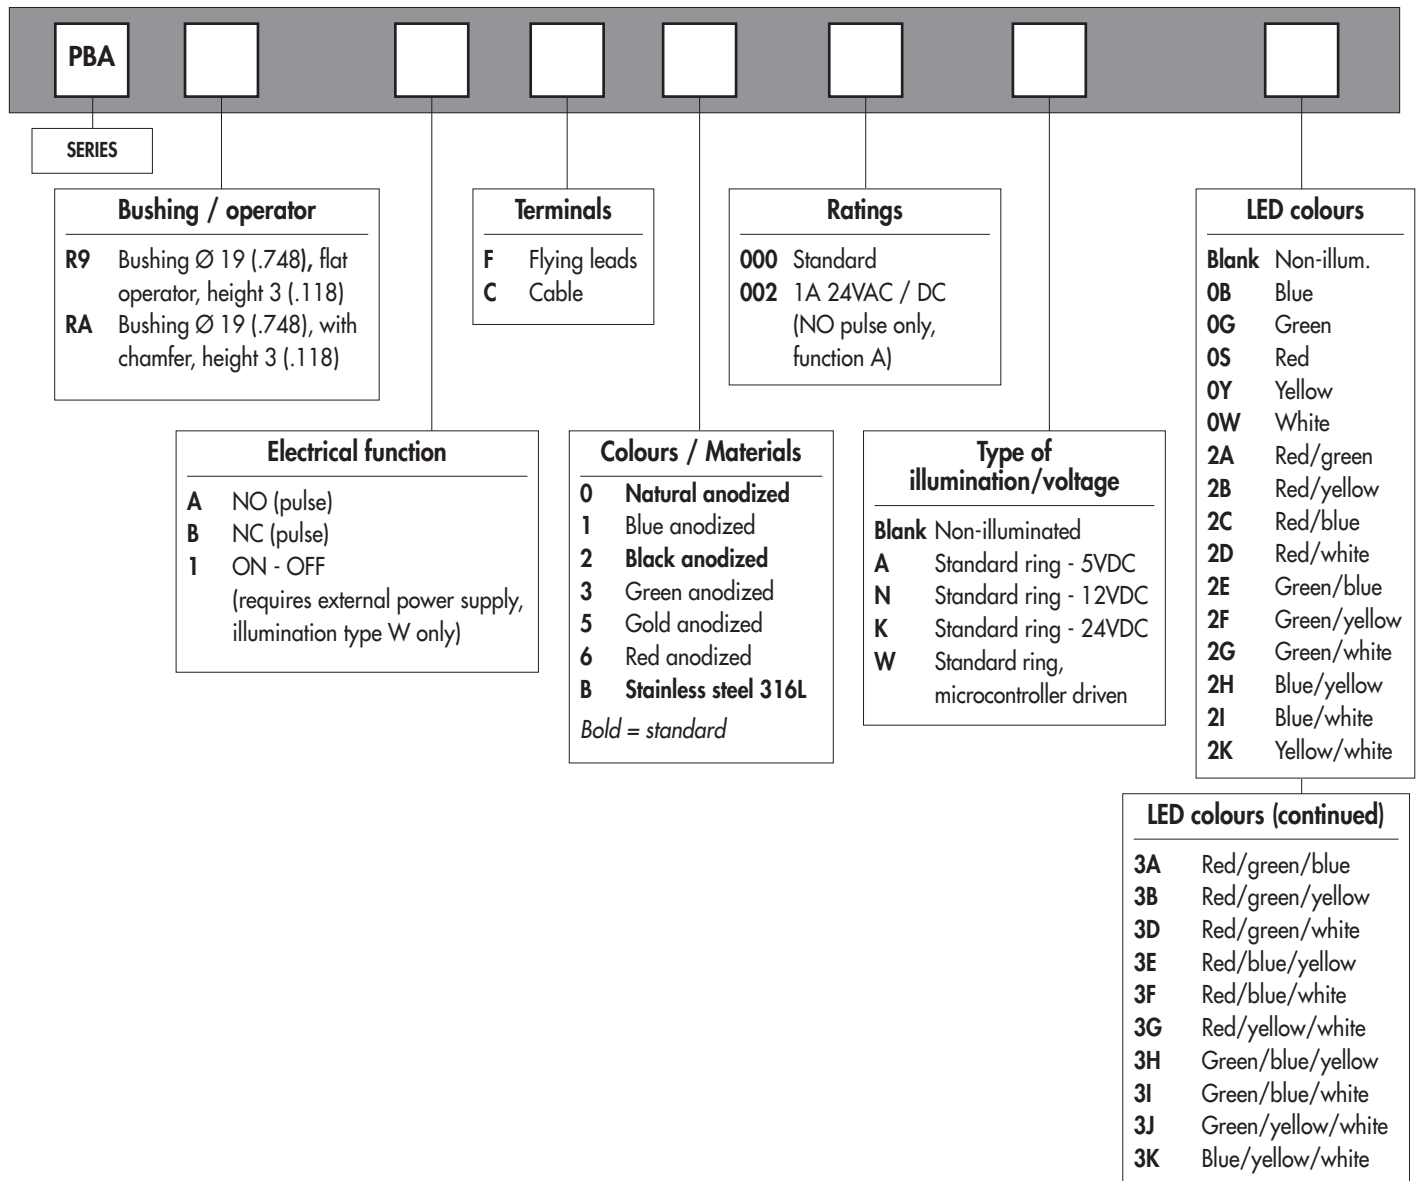 PBA
SERIES
Bushing / operator
R9 Bushing Ø 19 (.748), flat
operator, height 3 (.118)
RA Bushing Ø 19 (.748), with
chamfer, height 3 (.118)
Terminals
F Flying leads
C Cable
Ratings
000 Standard
002 1A 24VAC / DC
(NO pulse only,
function A)
LED colours
Blank Non-illum.
0B Blue
0G Green
0S Red
0Y Yellow
0W White
2A Red/green
2B Red/yellow
2C Red/blue
2D Red/white
2E Green/blue
2F Green/yellow
2G Green/white
2H Blue/yellow
2I Blue/white
2K Yellow/white
Electrical function
A NO (pulse)
B NC (pulse)
1 ON - OFF
(requires external power supply,
illumination type W only)
Colours / Materials
0 Natural anodized
1 Blue anodized
2 Black anodized
3 Green anodized
5 Gold anodized
6 Red anodized
B Stainless steel 316L
Bold = standard
Type of
illumination/voltage
Blank Non-illuminated
A Standard ring - 5VDC
N Standard ring - 12VDC
K Standard ring - 24VDC
W Standard ring,
microcontroller driven
LED colours (continued)
3A Red/green/blue
3B Red/green/yellow
3D Red/green/white
3E Red/blue/yellow
3F Red/blue/white
3G Red/yellow/white
3H Green/blue/yellow
3I Green/blue/white
3J Green/yellow/white
3K Blue/yellow/white